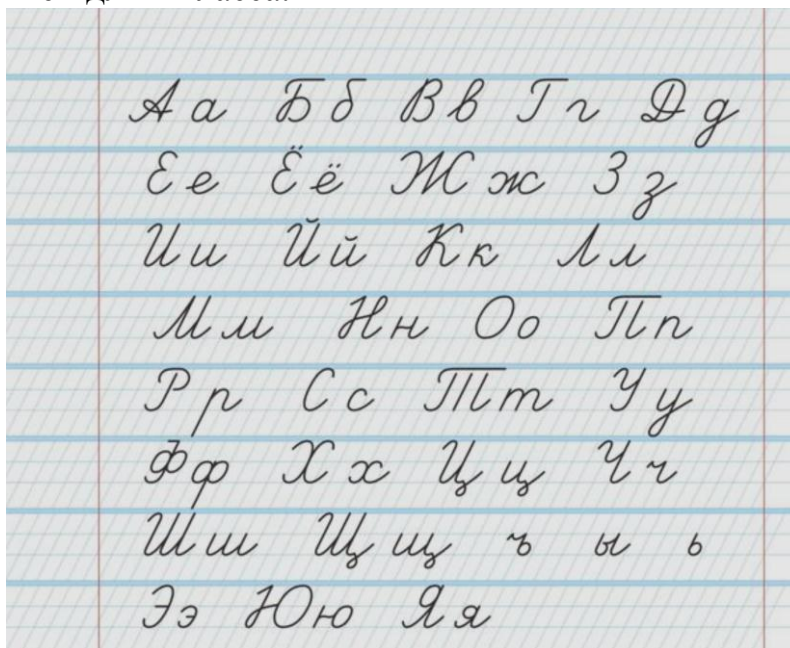 Аа Бб Вв Гг Дд
Ее Ёё Жж Зз
Ии Йй Кк Лл
Мм Нн Оо Пп
Рр Сс Тт Уу
Фф Хх Цц Чч
Шш Щщ ъ ы ь
Ээ Юю Яя